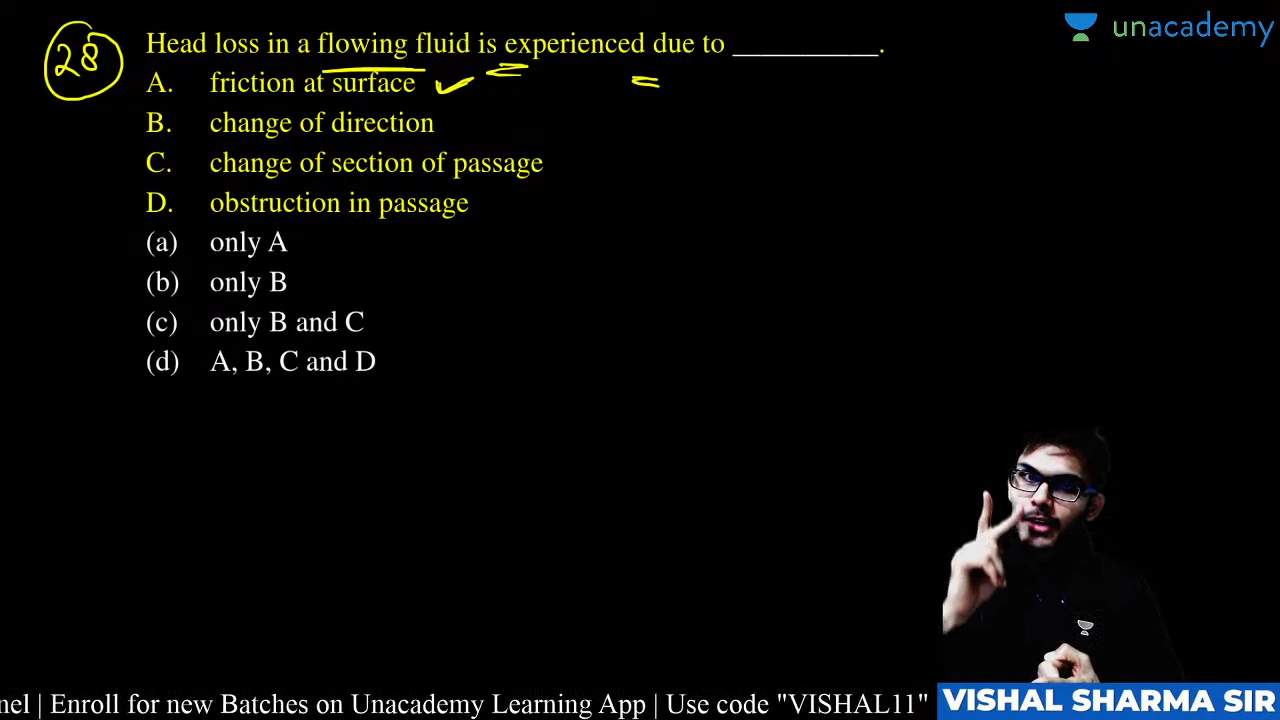 unacademy
28
Head loss in a flowing fluid is experienced due to ___________.
A. friction at surface
B. change of direction
C. change of section of passage
D. obstruction in passage
(a) only A
(b) only B
(c) only B and C
(d) A, B, C and D
nel | Enroll for new Batches on Unacademy Learning App | Use code "VISHAL11"
VISHAL SHARMA SIR